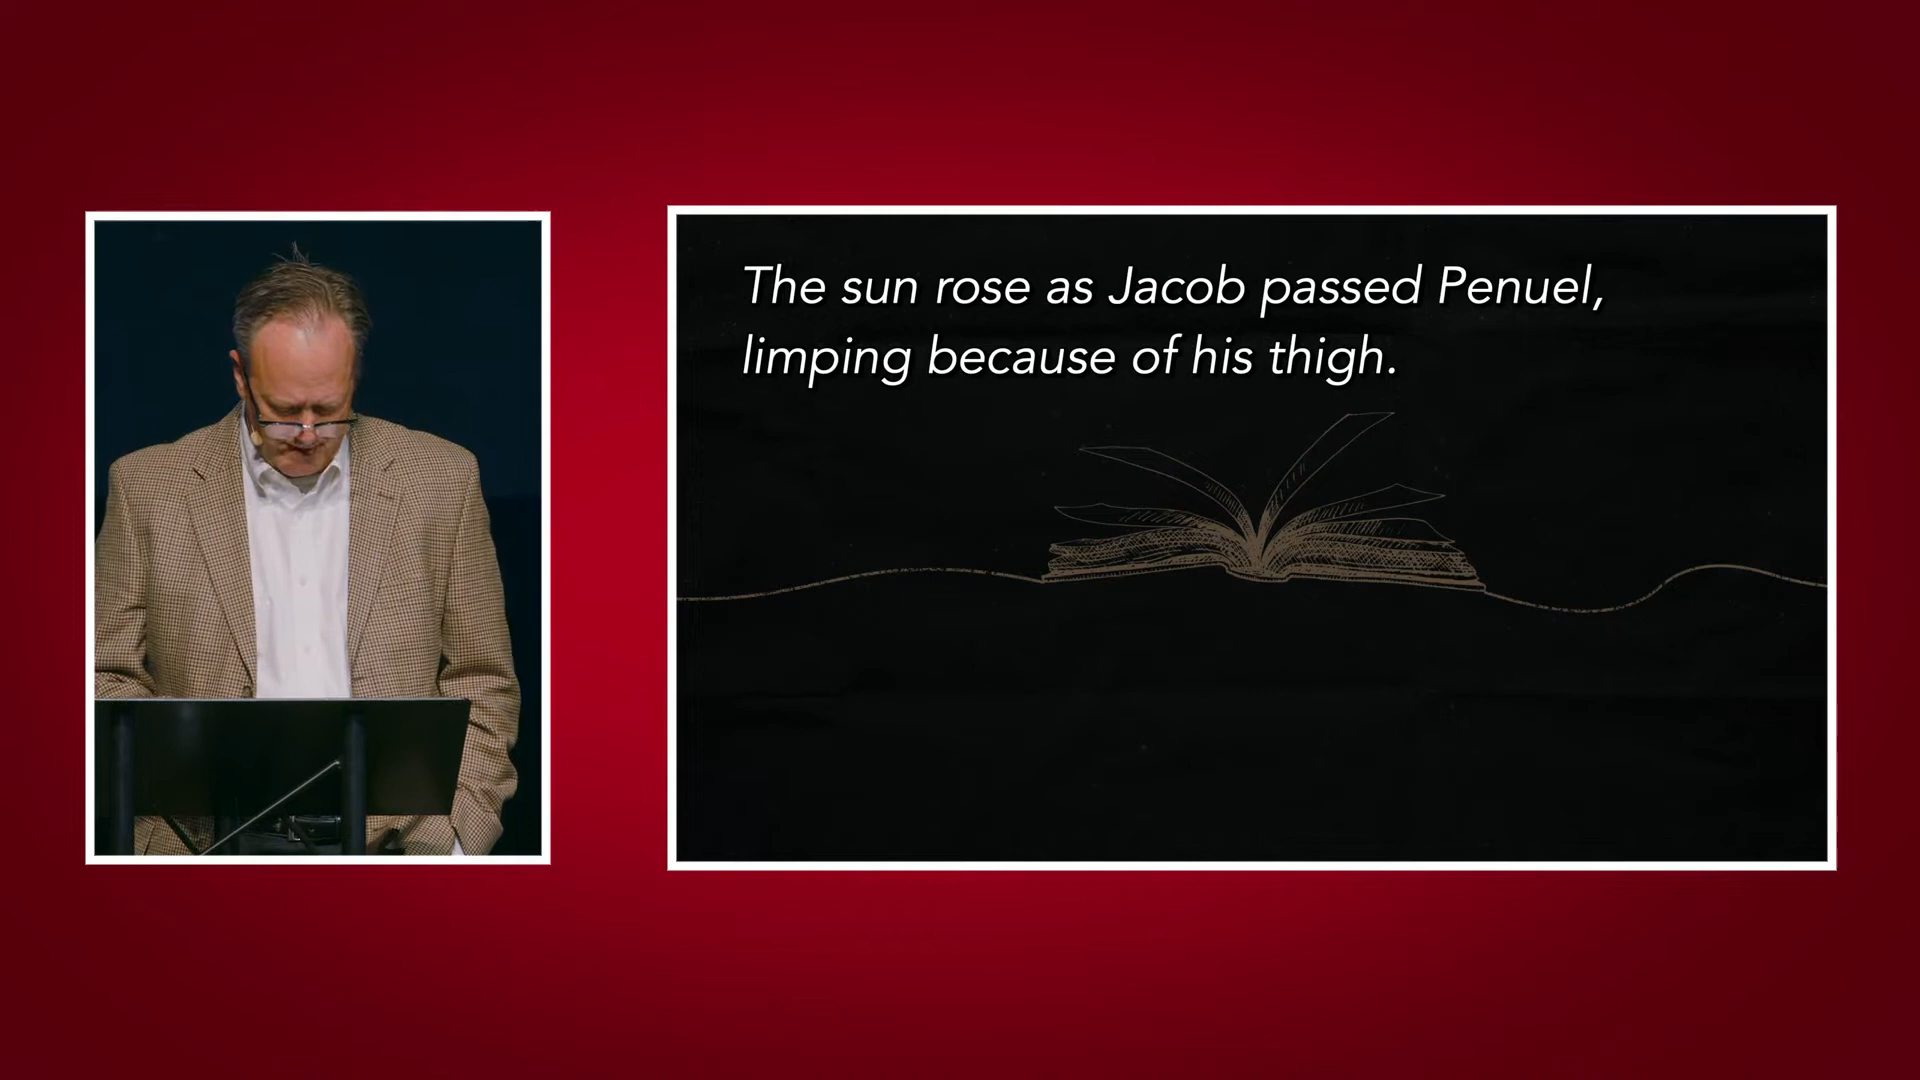 The sun rose as Jacob passed Penuel,
limping because of his thigh.